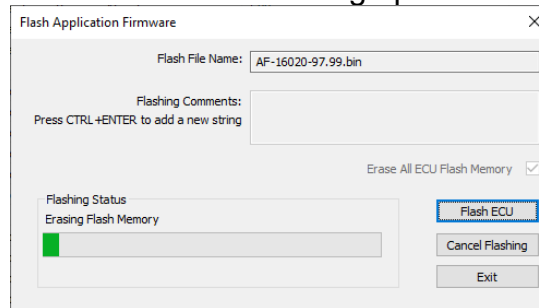 Flash Application Firmware
Flash File Name: AF-16020-97.99.bin
Flashing Comments:
Press CTRL+ENTER to add a new string
Erase All ECU Flash Memory
Flashing Status
Erasing Flash Memory
Flash ECU
Cancel Flashing
Exit